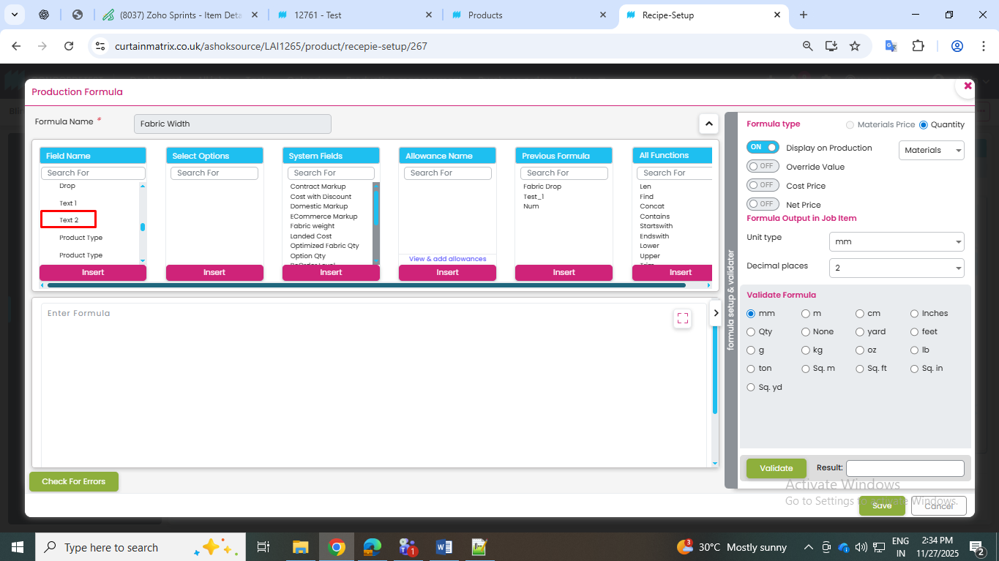 (8037) Zoho Sprints - Item Deta
12761 - Test
Products
Recipe-Setup
curtainmatrix.co.uk/ashoksource/LAI1265/product/recepie-setup/267
Production Formula
Formula Name *
Fabric Width
Field Name
Search For
Drop
Text 1
Text 2
Product Type
Product Type
Insert
Select Options
Search For
Insert
System Fields
Search For
Contract Markup
Cost with Discount
Domestic Markup
ECommerce Markup
Fabric weight
Landed Cost
Optimized Fabric Qty
Option Qty
ReOrder Level
Insert
Allowance Name
Search For
View & add allowances
Insert
Previous Formula
Search For
Fabric Drop
Test_1
Num
Insert
All Functions
Search For
Len
Find
Concat
Contains
Startswith
Endswith
Lower
Upper
Trim
Insert
Enter Formula
Check For Errors
formula setup & validater
Formula type
Materials Price
Quantity
ON
Display on Production
Materials
OFF
Override Value
OFF
Cost Price
OFF
Net Price
Formula Output in Job Item
Unit type
mm
Decimal places
2
Validate Formula
mm
m
cm
Inches
Qty
None
yard
feet
g
kg
oz
lb
ton
Sq. m
Sq. ft
Sq. in
Sq. yd
Validate
Result:
Activate Windows
Go to Settings to activate Windows.
Save
Cancel
Type here to search
1
3
30°C Mostly sunny
ENG
IN
2:34 PM
11/27/2025
2